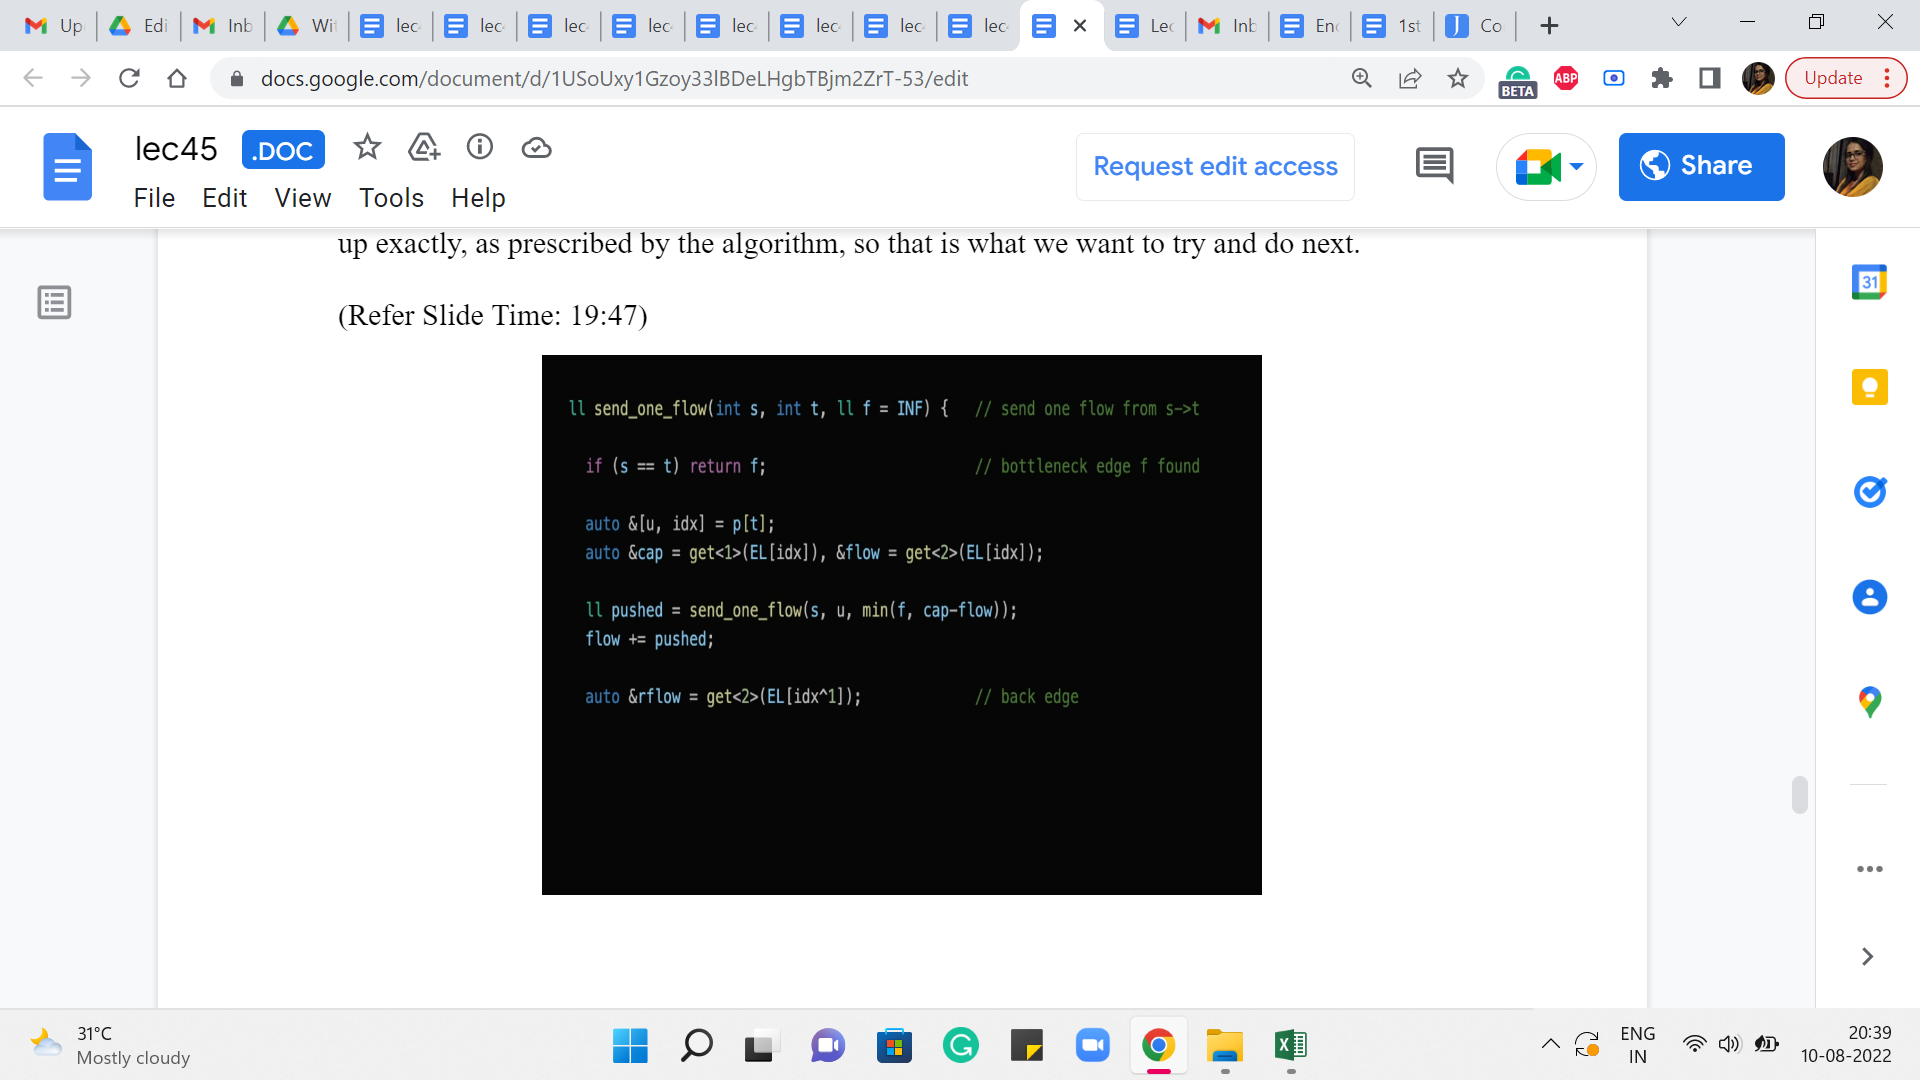 Up
Edi
Inb
Wi
lec
lec
lec
lec
lec
lec
lec
lec
Lec
Inb
Enc
1st
Co
docs.google.com/document/d/1USoUxy1Gzoy33lBDeLHgbTBjm2ZrT-53/edit
BETA
ABP
Update
lec45
.DOC
File Edit View Tools Help
Request edit access
Share
31
up exactly, as prescribed by the algorithm, so that is what we want to try and do next.
(Refer Slide Time: 19:47)
ll send_one_flow(int s, int t, ll f = INF) { // send one flow from s->t
if (s == t) return f; // bottleneck edge f found
auto &[u, idx] = p[t];
auto &cap = get<1>(EL[idx]), &flow = get<2>(EL[idx]);
ll pushed = send_one_flow(s, u, min(f, cap-flow));
flow += pushed;
auto &rflow = get<2>(EL[idx^1]); // back edge
31°C
Mostly cloudy
ENG
IN
20:39
10-08-2022